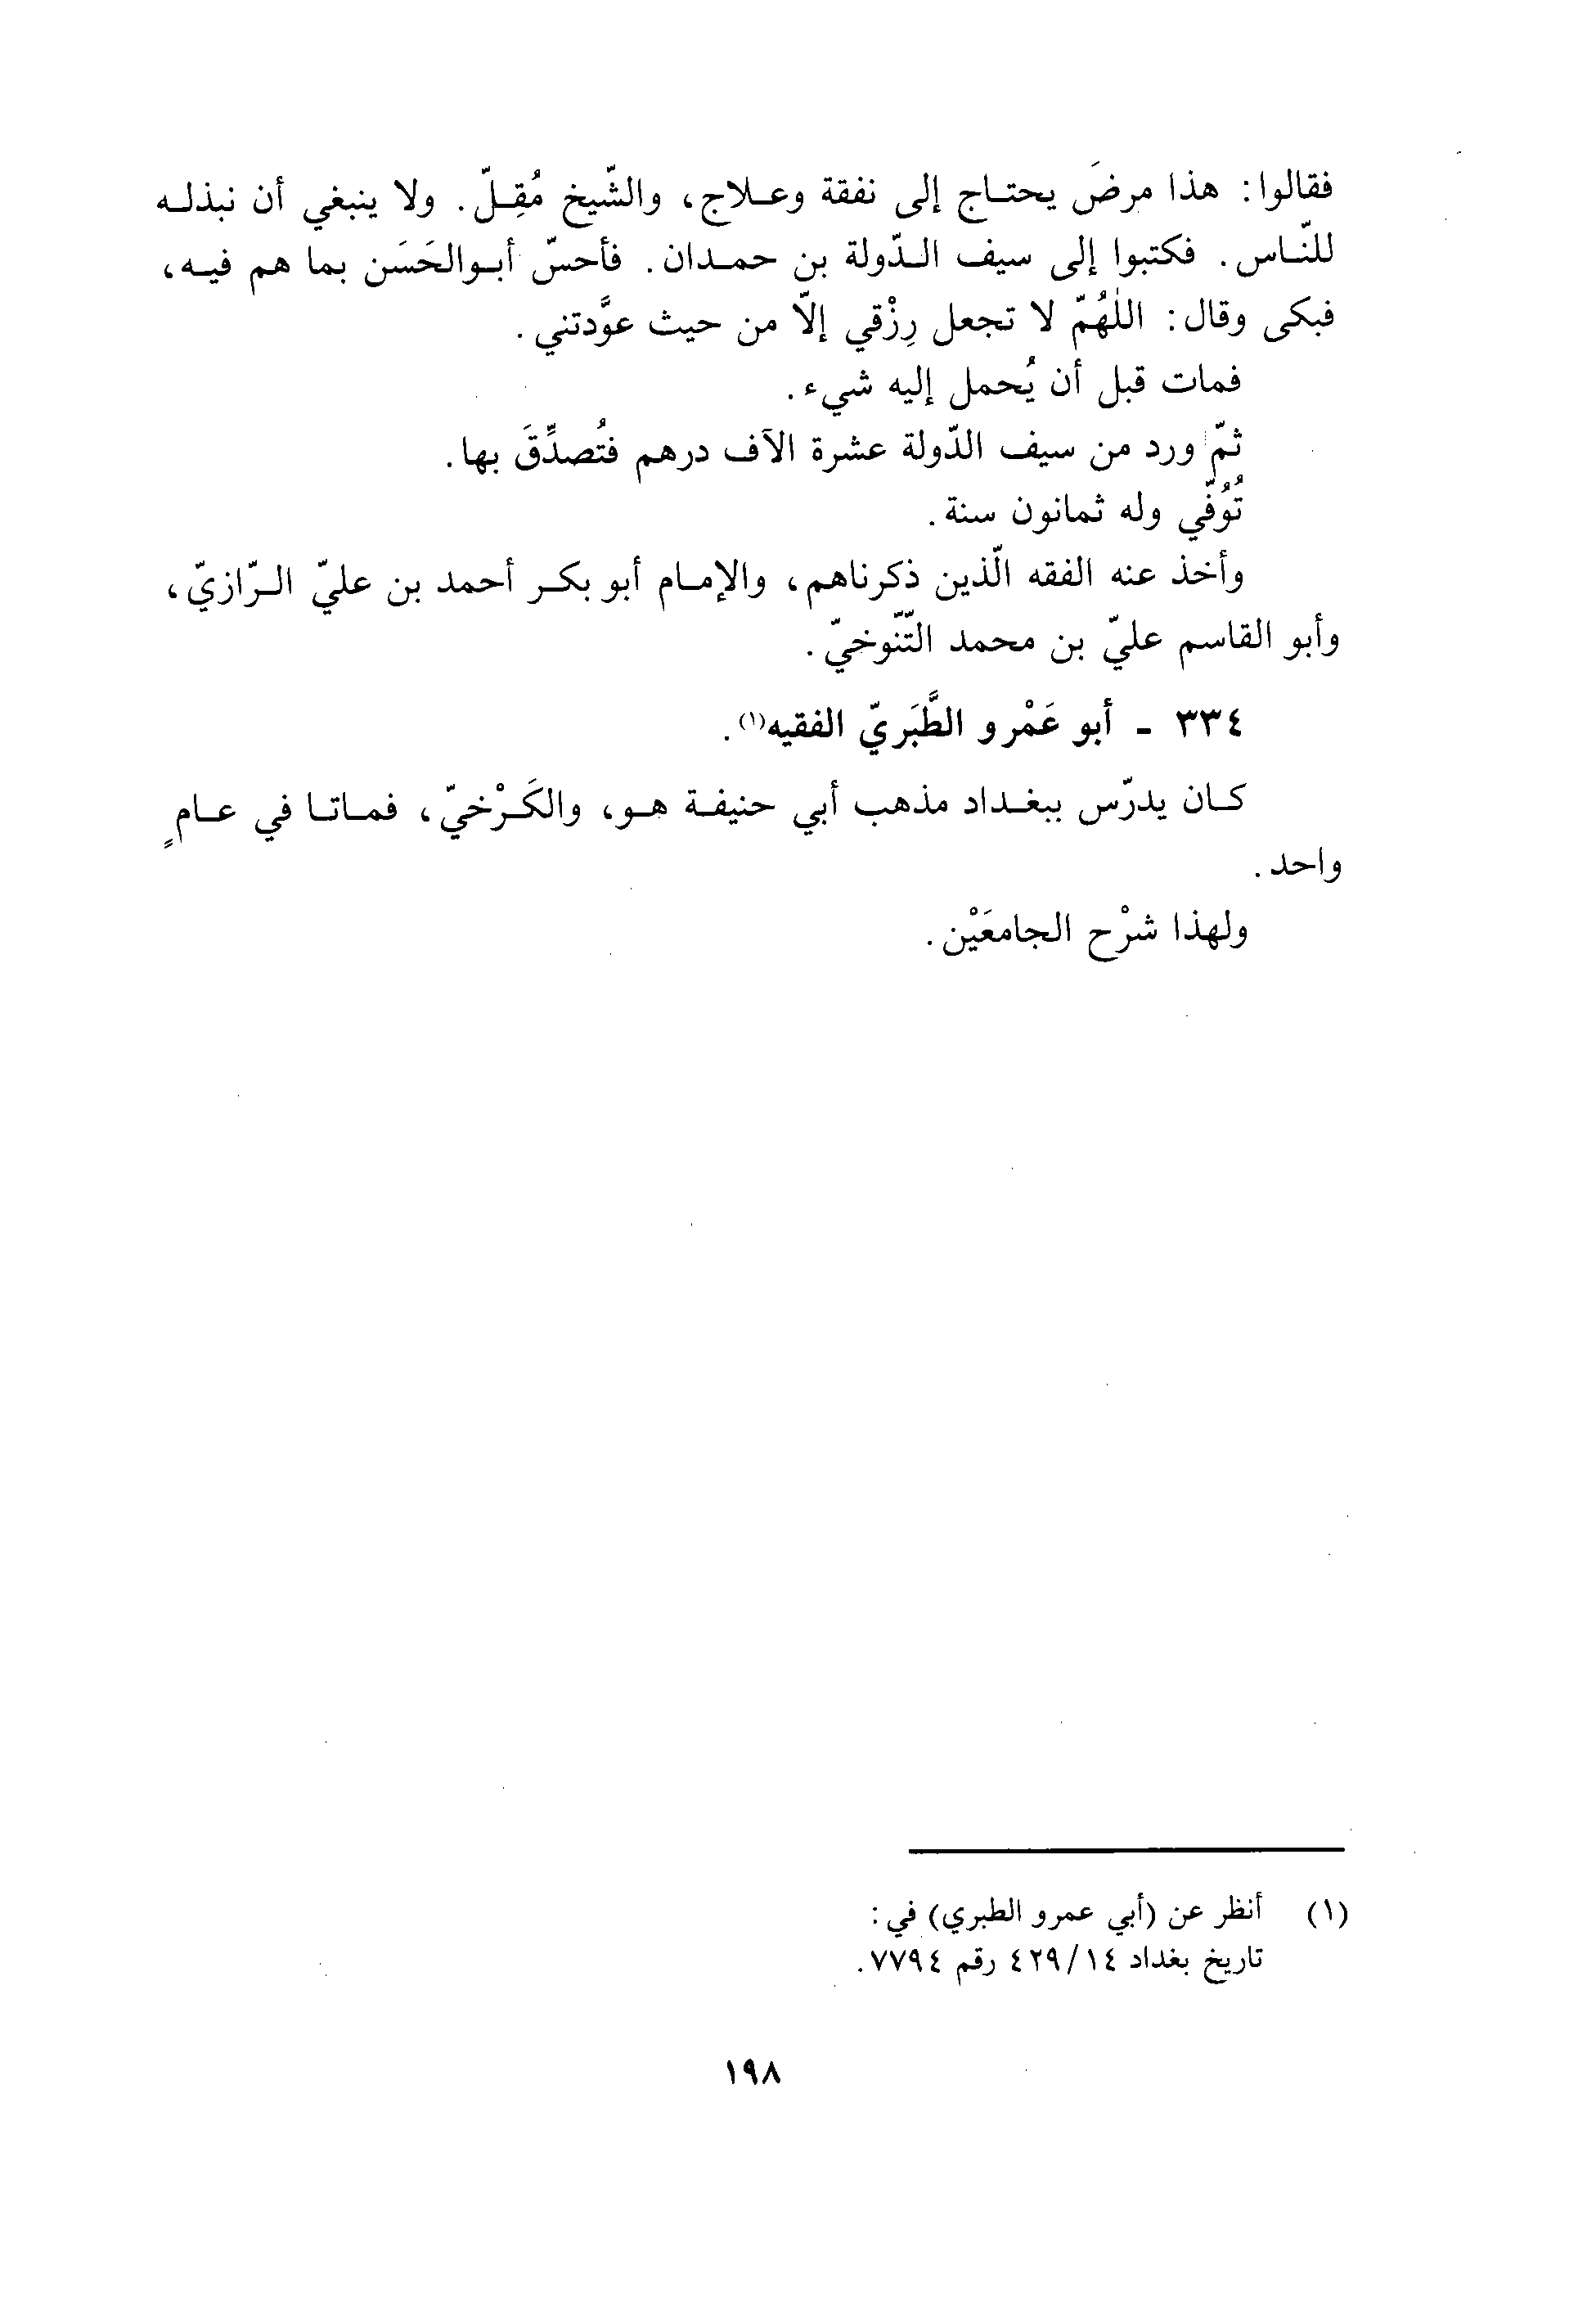 فقالوا: هذا مرضَ يحتاج إلى نفقة وعلاج، والشّيخ مُقِلّ. ولا ينبغي أن نبذله
للنّاس. فكتبوا إلى سيف الدّولة بن حمدان. فأحسّ أبوالحَسَن بما هم فيه،
فبكى وقال: اللٰهُمّ لا تجعل رِزْقي إلاّ من حيث عوَّدتني.
فمات قبل أن يُحمل إليه شيء.
ثمّ ورد من سيف الدّولة عشرة الآف درهم فتُصدِّقَ بها.
تُوُفّي وله ثمانون سنة.
وأخذ عنه الفقه الّذين ذكرناهم، والإمام أبو بكر أحمد بن عليّ الرّازيّ،
وأبو القاسم عليّ بن محمد التّنّوخيّ.
٣٣٤ - أبو عَمْرو الطَّبَريّ الفقيه(١).
كان يدرّس ببغداد مذهب أبي حنيفة هو، والكَرْخيّ، فماتا في عامٍ
واحد.
ولهذا شرْح الجامعَيْن.
(١) أنظر عن (أبي عمرو الطبري) في:
تاريخ بغداد ٤٢٩/١٤ رقم ٧٧٩٤.
١٩٨